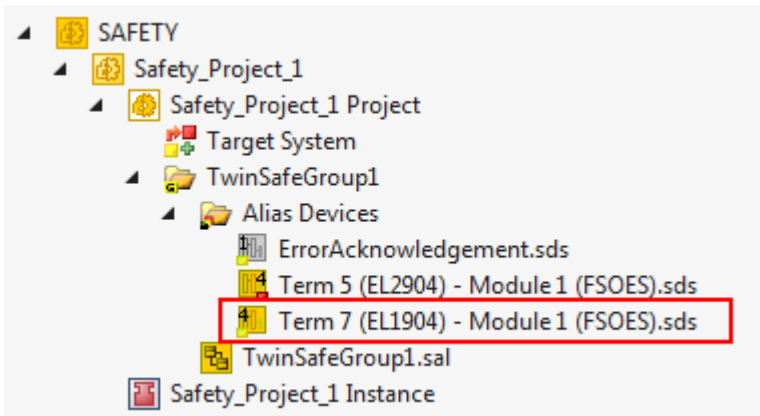 SAFETY
Safety_Project_1
Safety_Project_1 Project
Target System
TwinSafeGroup1
Alias Devices
ErrorAcknowledgement.sds
Term 5 (EL2904) - Module 1 (FSOES).sds
Term 7 (EL1904) - Module 1 (FSOES).sds
TwinSafeGroup1.sal
Safety_Project_1 Instance